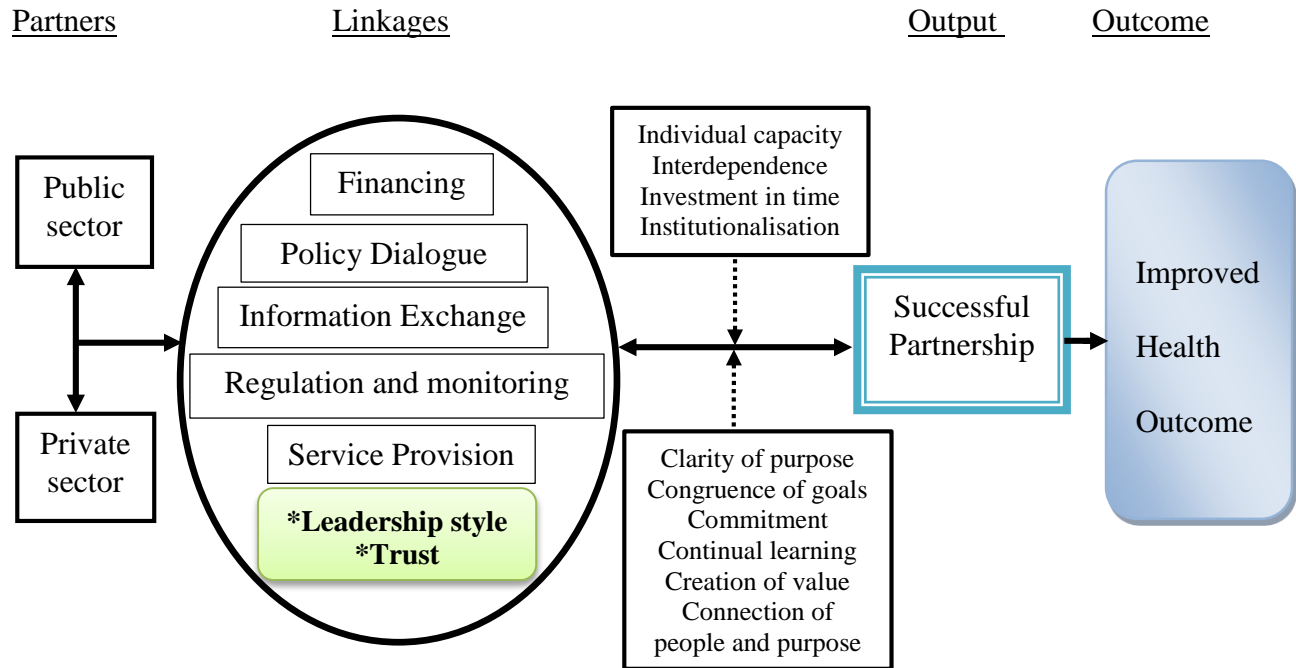 Partners
Linkages
Output
Outcome
Public
sector
Private
sector
Financing
Policy Dialogue
Information Exchange
Regulation and monitoring
Service Provision
*Leadership style
*Trust
Individual capacity
Interdependence
Investment in time
Institutionalisation
Clarity of purpose
Congruence of goals
Commitment
Continual learning
Creation of value
Connection of
people and purpose
Successful
Partnership
Improved
Health
Outcome